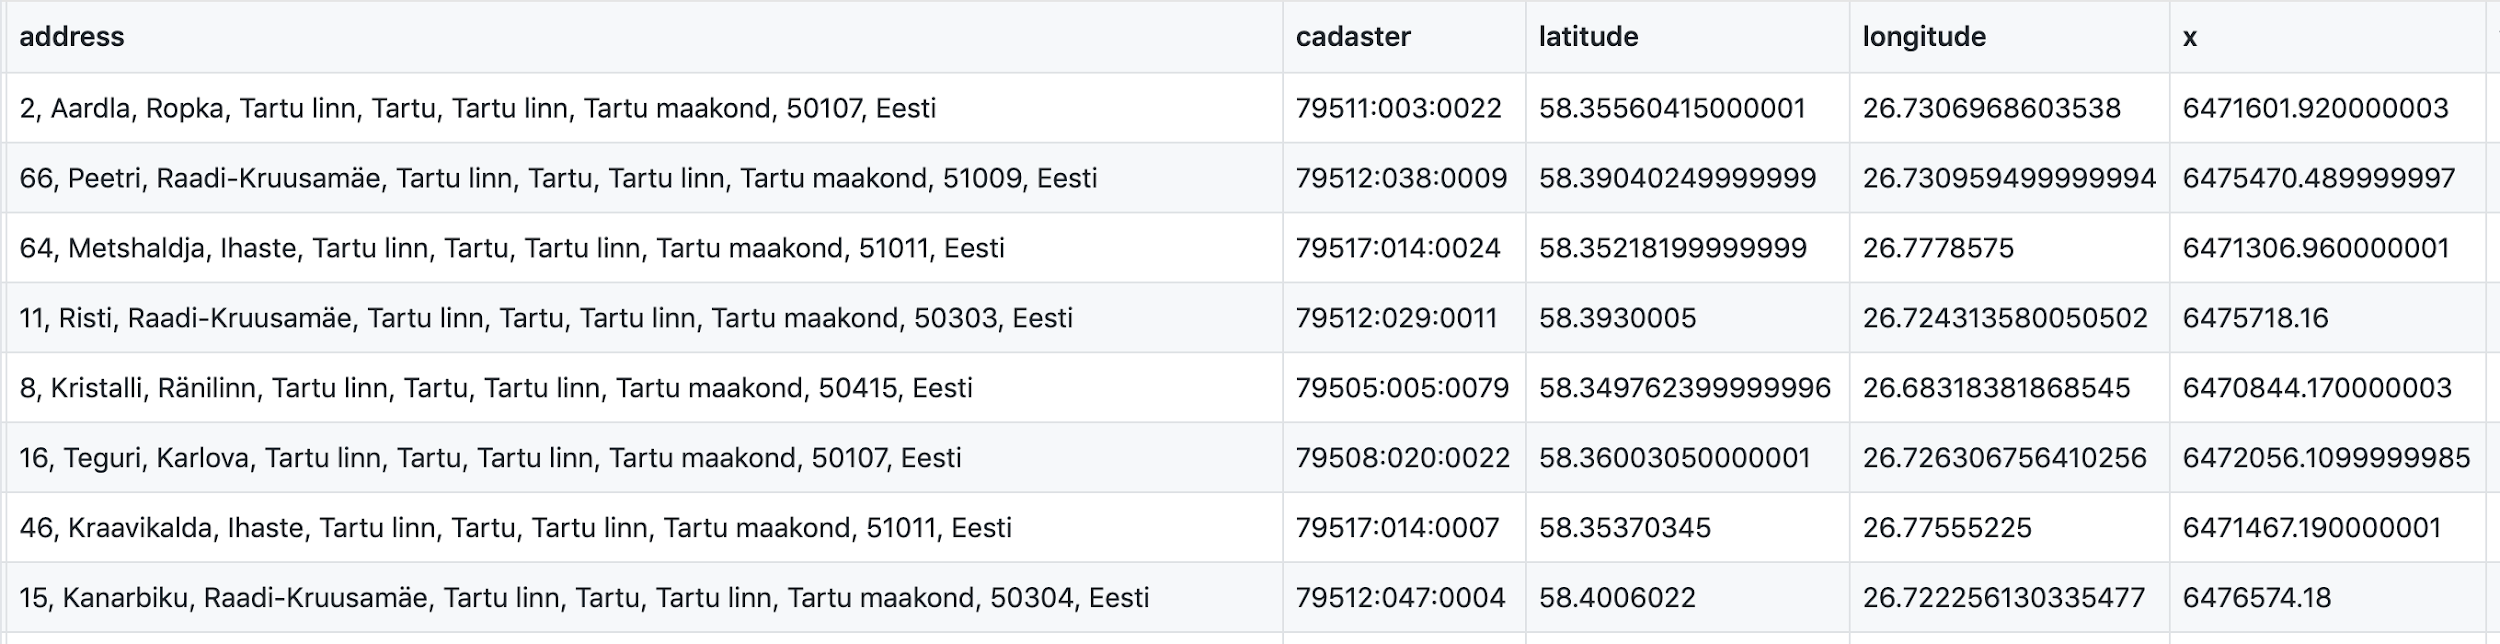 address cadaster latitude longitude x
2, Aardla, Ropka, Tartu linn, Tartu, Tartu linn, Tartu maakond, 50107, Eesti 79511:003:0022 58.35560415000001 26.7306968603538 6471601.920000003
66, Peetri, Raadi-Kruusamäe, Tartu linn, Tartu, Tartu linn, Tartu maakond, 51009, Eesti 79512:038:0009 58.39040249999999 26.730959499999994 6475470.489999997
64, Metshaldja, Ihaste, Tartu linn, Tartu, Tartu linn, Tartu maakond, 51011, Eesti 79517:014:0024 58.35218199999999 26.7778575 6471306.960000001
11, Risti, Raadi-Kruusamäe, Tartu linn, Tartu, Tartu linn, Tartu maakond, 50303, Eesti 79512:029:0011 58.3930005 26.724313580050502 6475718.16
8, Kristalli, Ränilinn, Tartu linn, Tartu, Tartu linn, Tartu maakond, 50415, Eesti 79505:005:0079 58.349762399999996 26.68318381868545 6470844.170000003
16, Teguri, Karlova, Tartu linn, Tartu, Tartu linn, Tartu maakond, 50107, Eesti 79508:020:0022 58.36003050000001 26.726306756410256 6472056.1099999985
46, Kraavikalda, Ihaste, Tartu linn, Tartu, Tartu linn, Tartu maakond, 51011, Eesti 79517:014:0007 58.35370345 26.77555225 6471467.190000001
15, Kanarbiku, Raadi-Kruusamäe, Tartu linn, Tartu, Tartu linn, Tartu maakond, 50304, Eesti 79512:047:0004 58.4006022 26.722256130335477 6476574.18